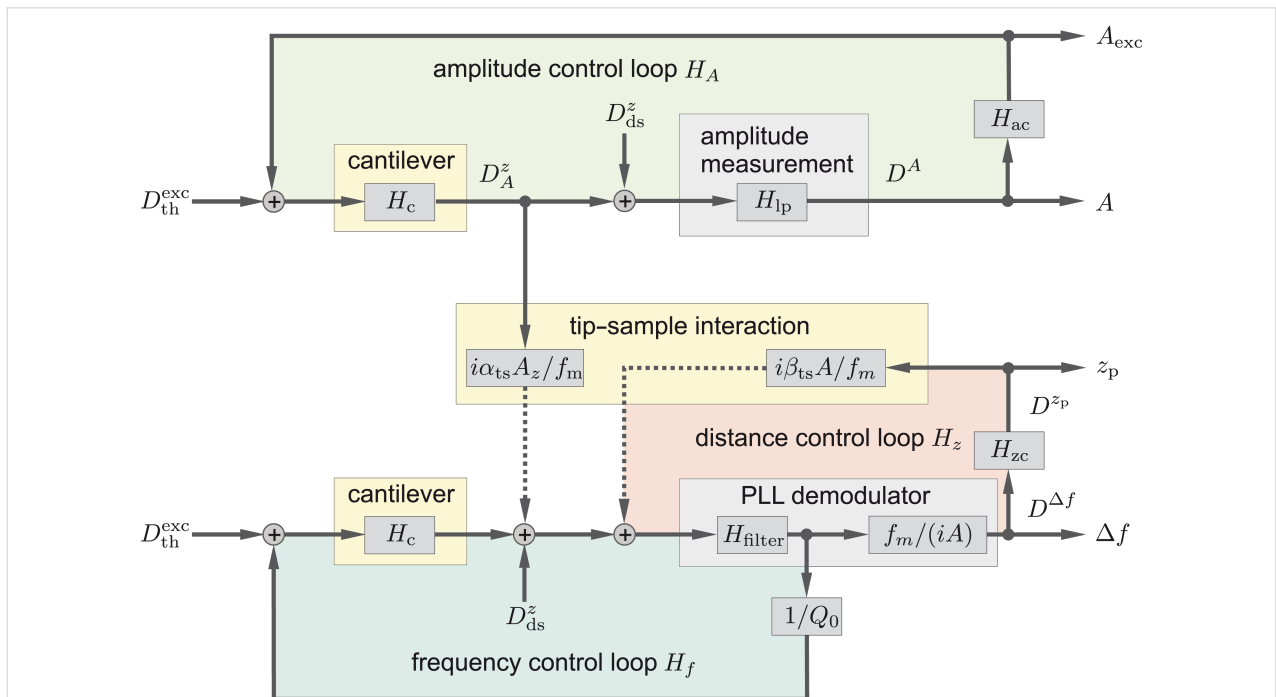 A_exc
amplitude control loop H_A
D^z_ds
H_ac
amplitude
measurement
cantilever
D^z_A
D^A
D^exc_th
+
H_c
+
H_lp
A
tip–sample interaction
iα_ts A_z/f_m
iβ_ts A/f_m
z_p
D^{z_p}
distance control loop H_z
H_zc
cantilever
PLL demodulator
D^{Δf}
D^exc_th
+
H_c
+
+
H_filter
f_m/(iA)
Δf
D^z_ds
1/Q_0
frequency control loop H_f